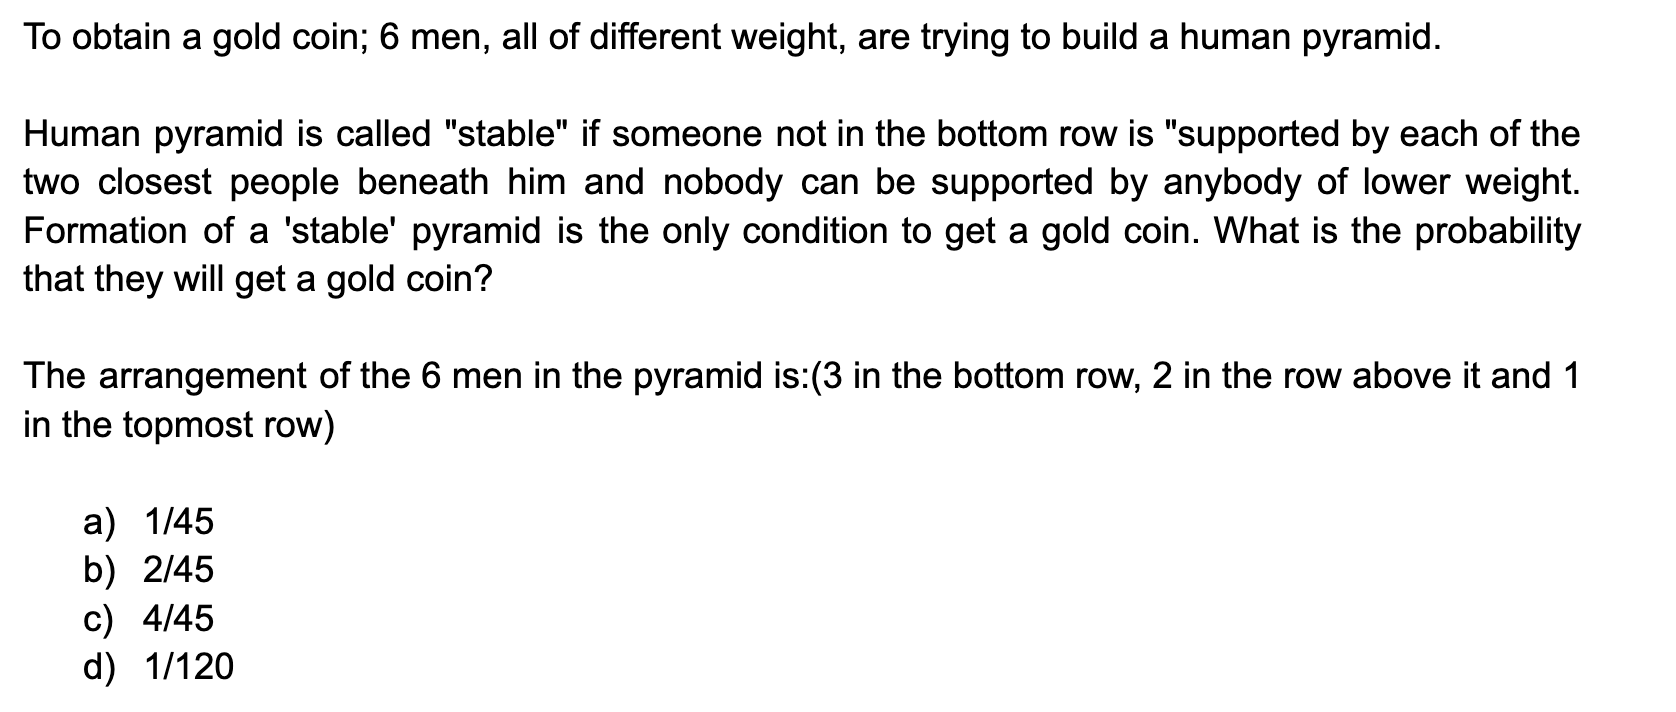 To obtain a gold coin; 6 men, all of different weight, are trying to build a human pyramid.
Human pyramid is called "stable" if someone not in the bottom row is "supported by each of the
two closest people beneath him and nobody can be supported by anybody of lower weight.
Formation of a 'stable' pyramid is the only condition to get a gold coin. What is the probability
that they will get a gold coin?
The arrangement of the 6 men in the pyramid is:(3 in the bottom row, 2 in the row above it and 1
in the topmost row)
a) 1/45
b) 2/45
c) 4/45
d) 1/120